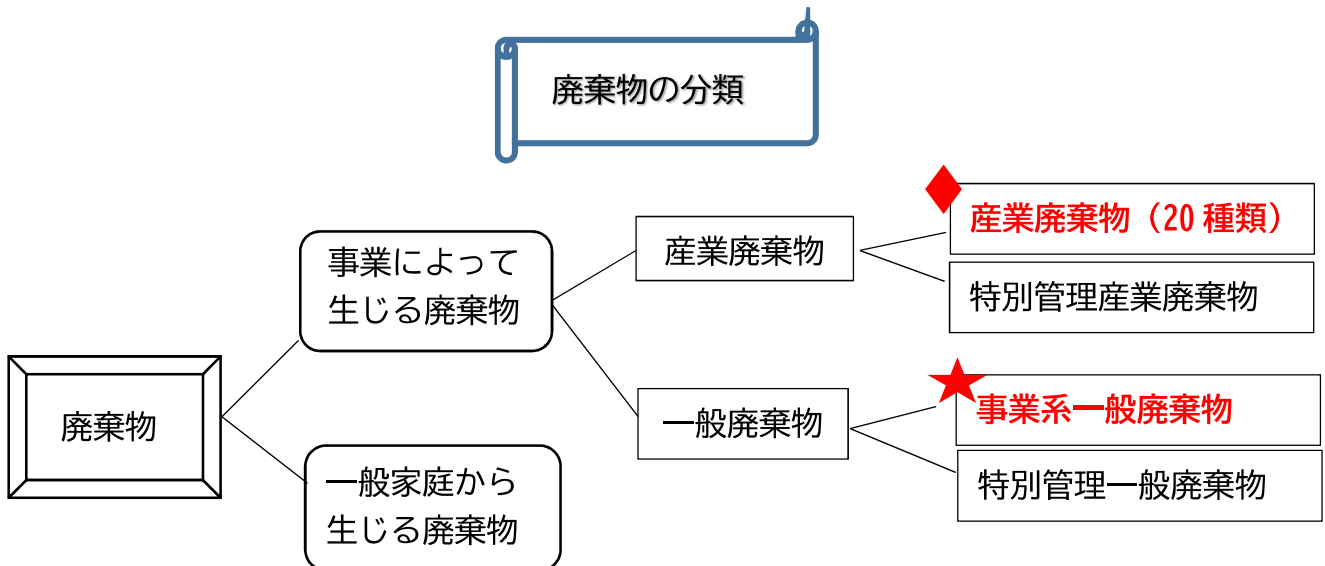 廃棄物の分類
産業廃棄物（20 種類）
事業によって
生じる廃棄物
産業廃棄物
特別管理産業廃棄物
廃棄物
一般廃棄物
事業系一般廃棄物
一般家庭から
生じる廃棄物
特別管理一般廃棄物